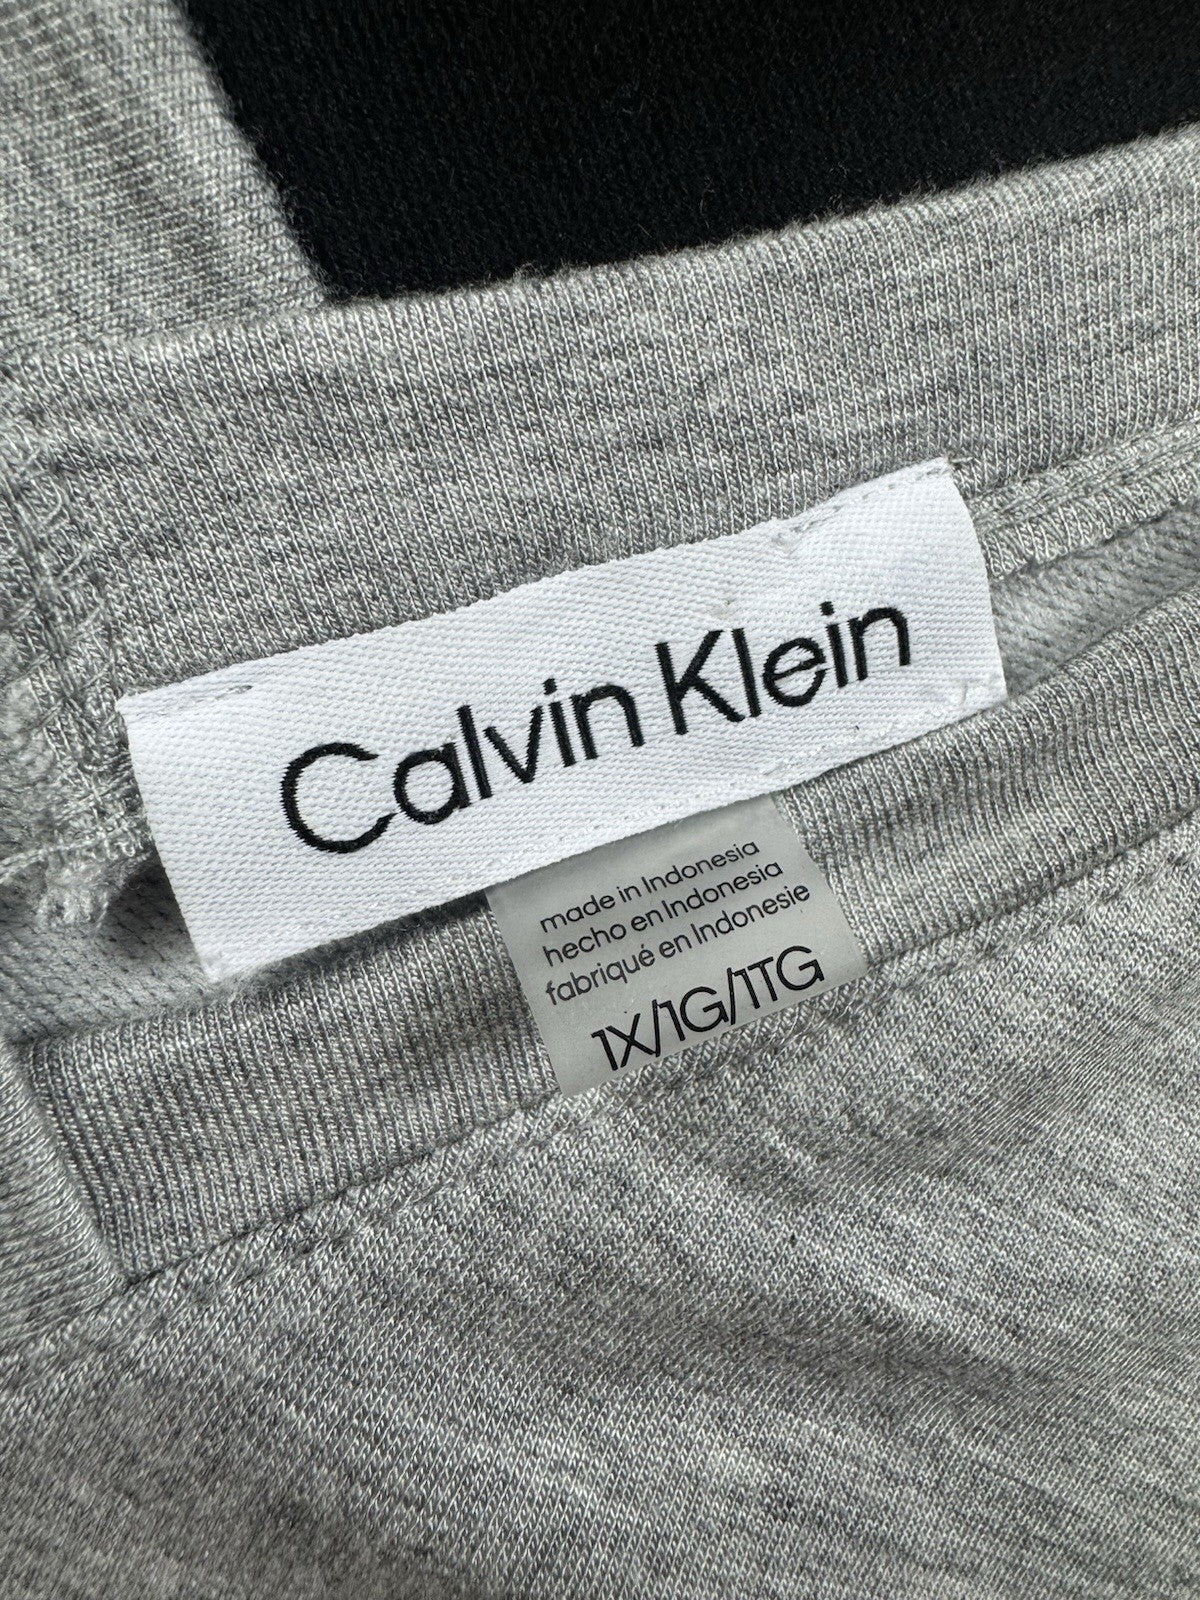 Calvin Klein
made in Indonesia
hecho en Indonesia
fabriqué en Indonesie
1X/1G/1TG